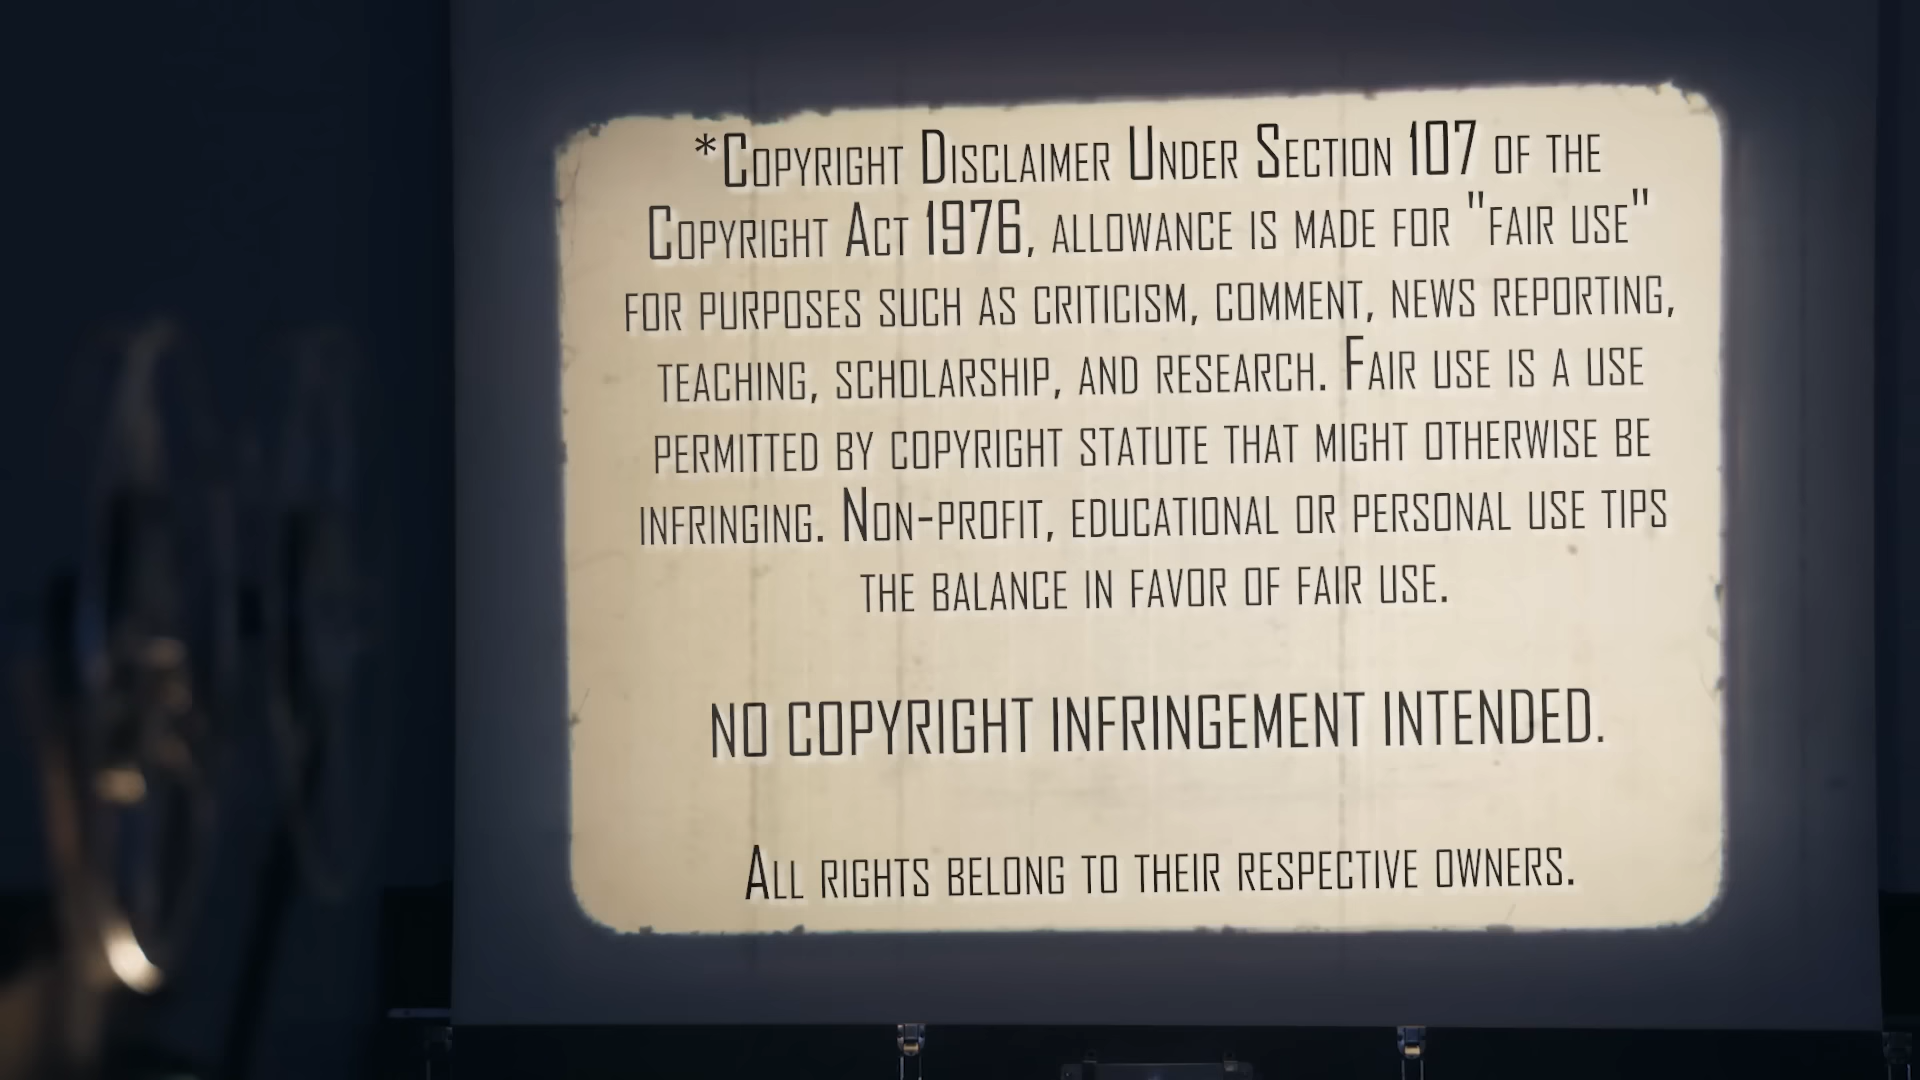 *Copyright Disclaimer Under Section 107 of the
Copyright Act 1976, allowance is made for "fair use"
for purposes such as criticism, comment, news reporting,
teaching, scholarship, and research. Fair use is a use
permitted by copyright statute that might otherwise be
infringing. Non-profit, educational or personal use tips
the balance in favor of fair use.
NO COPYRIGHT INFRINGEMENT INTENDED.
All rights belong to their respective owners.